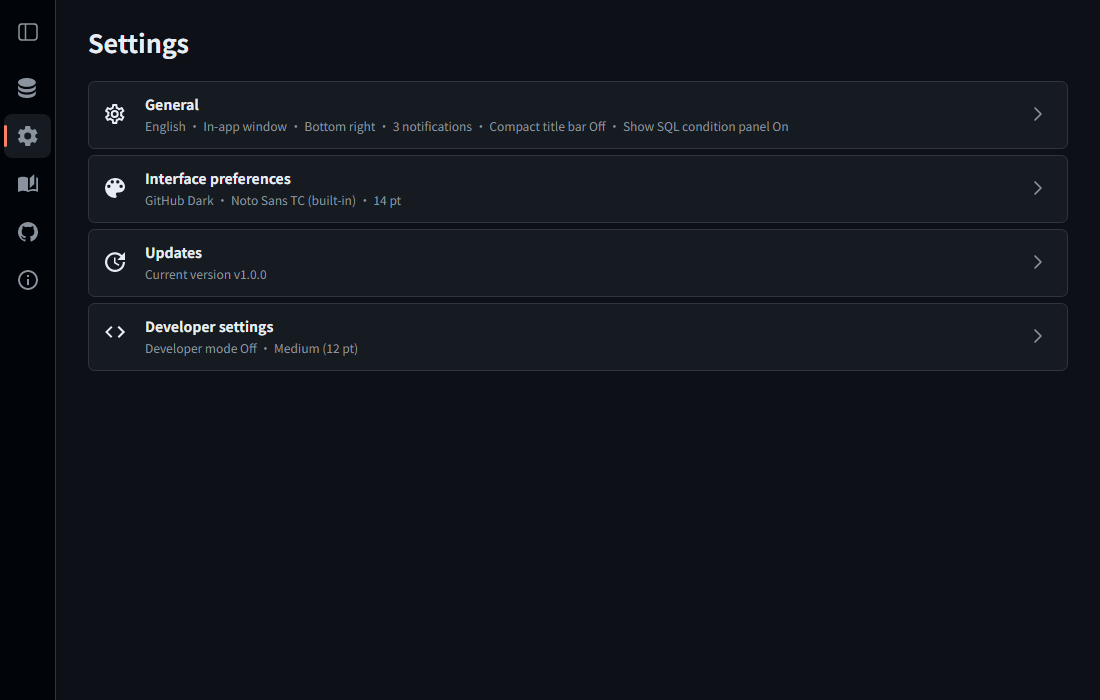 Settings
General
English • In-app window • Bottom right • 3 notifications • Compact title bar Off • Show SQL condition panel On
Interface preferences
GitHub Dark • Noto Sans TC (built-in) • 14 pt
Updates
Current version v1.0.0
Developer settings
Developer mode Off • Medium (12 pt)